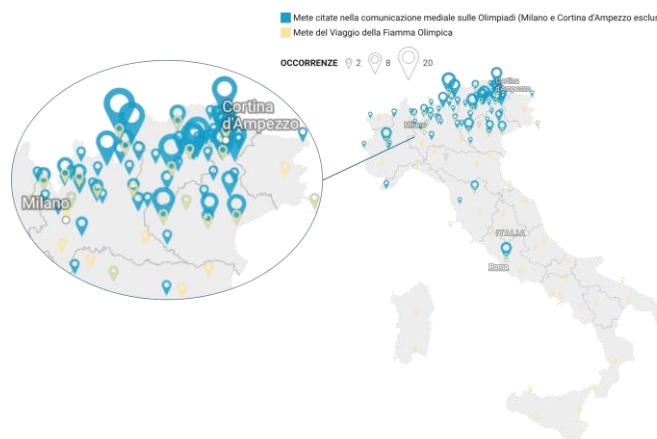 Mete citate nella comunicazione mediale sulle Olimpiadi (Milano e Cortina d'Ampezzo esclus
Mete del Viaggio della Fiamma Olimpica
OCCORRENZE 2 8 20
Cortina
d'Ampezzo
Milano
Cortina
d'Ampezzo
Milano
ITALIA
Roma